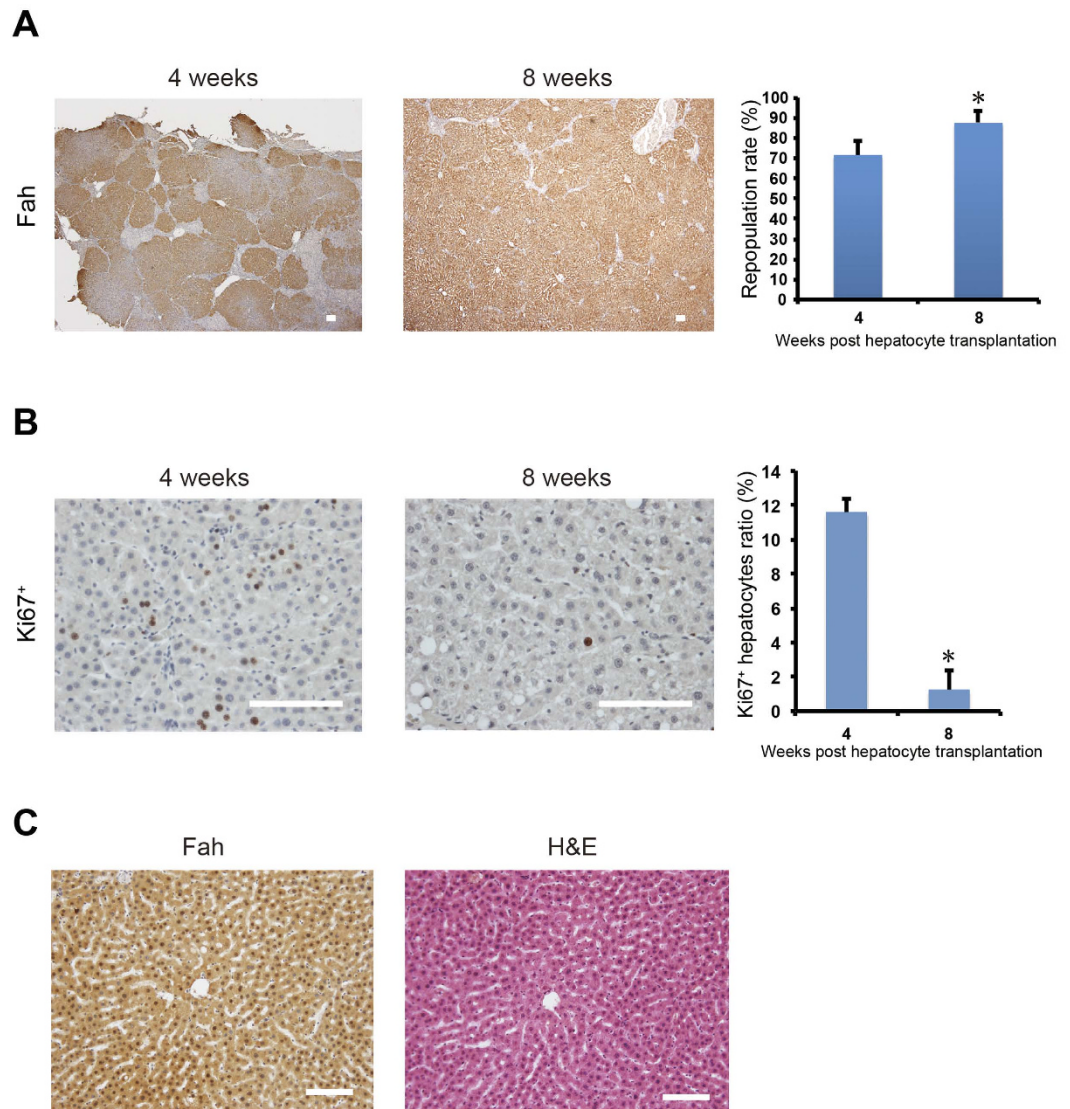 A
4 weeks
8 weeks
Fah
Repopulation rate (%)
100
90
80
70
60
50
40
30
20
10
0
*
4
8
Weeks post hepatocyte transplantation
B
4 weeks
8 weeks
Ki67⁺
Ki67⁺ hepatocytes ratio (%)
14
12
10
8
6
4
2
0
*
4
8
Weeks post hepatocyte transplantation
C
Fah
H&E